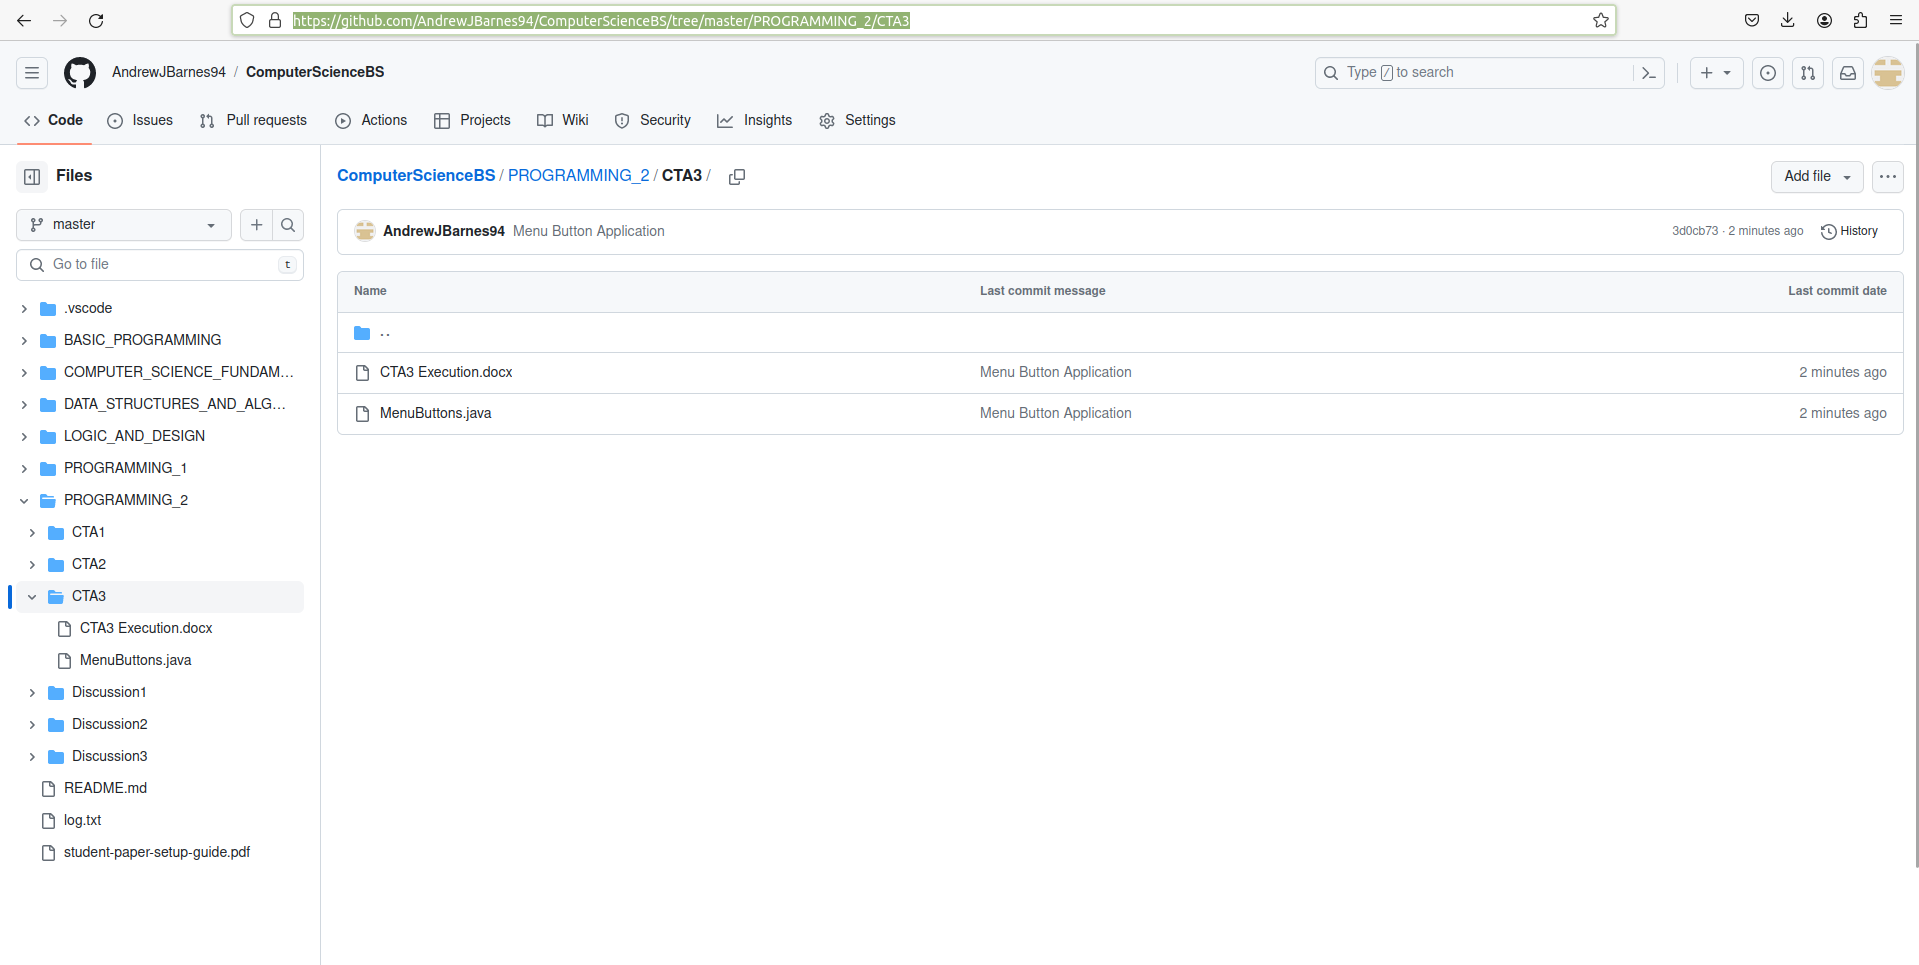 https://github.com/AndrewJBarnes94/ComputerScienceBS/tree/master/PROGRAMMING_2/CTA3
AndrewJBarnes94 / ComputerScienceBS
Type / to search
Code Issues Pull requests Actions Projects Wiki Security Insights Settings
Files
master
Go to file t
.vscode
BASIC_PROGRAMMING
COMPUTER_SCIENCE_FUNDAM...
DATA_STRUCTURES_AND_ALG...
LOGIC_AND_DESIGN
PROGRAMMING_1
PROGRAMMING_2
CTA1
CTA2
CTA3
CTA3 Execution.docx
MenuButtons.java
Discussion1
Discussion2
Discussion3
README.md
log.txt
student-paper-setup-guide.pdf
ComputerScienceBS / PROGRAMMING_2 / CTA3 /
Add file
AndrewJBarnes94 Menu Button Application 3d0cb73 · 2 minutes ago History
Name Last commit message Last commit date
..
CTA3 Execution.docx Menu Button Application 2 minutes ago
MenuButtons.java Menu Button Application 2 minutes ago